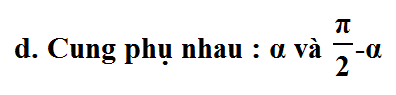 d. Cung phụ nhau : α và π/2-α